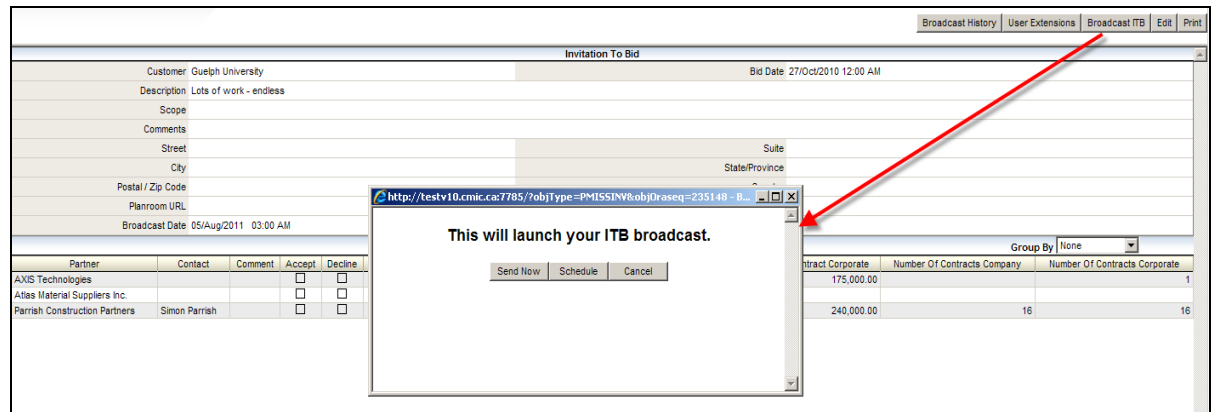 Broadcast History User Extensions Broadcast ITB Edit Print
Invitation To Bid
Customer Guelph University Bid Date 27/Oct/2010 12:00 AM
Description Lots of work - endless
Scope
Comments
Street Suite
City State/Province
Postal / Zip Code
Planroom URL
Broadcast Date 05/Aug/2011 03:00 AM
http://testv10.cmic.ca:7785/?objType=PMISSINV&objOraseq=235148 - B...
This will launch your ITB broadcast.
Send Now Schedule Cancel
Group By None
Partner Contact Comment Accept Decline ntract Corporate Number Of Contracts Company Number Of Contracts Corporate
AXIS Technologies 175,000.00 1
Atlas Material Suppliers Inc.
Parrish Construction Partners Simon Parrish 240,000.00 16 16